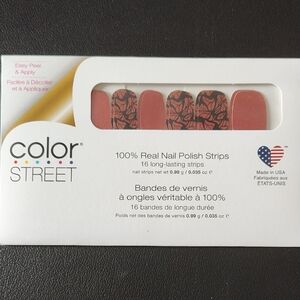 Easy Peel
& Apply
Facile à Décoller
et à Appliquer
color
STREET
100% Real Nail Polish Strips
16 long-lasting strips
nail strips net wt 0.99 g / 0.035 oz ℮
Bandes de vernis
à ongles véritable à 100%
16 bandes de longue durée
Poids net des bandes de vernis 0.99 g / 0.035 oz ℮
Made in USA
Fabriquées aux
ÉTATS-UNIS